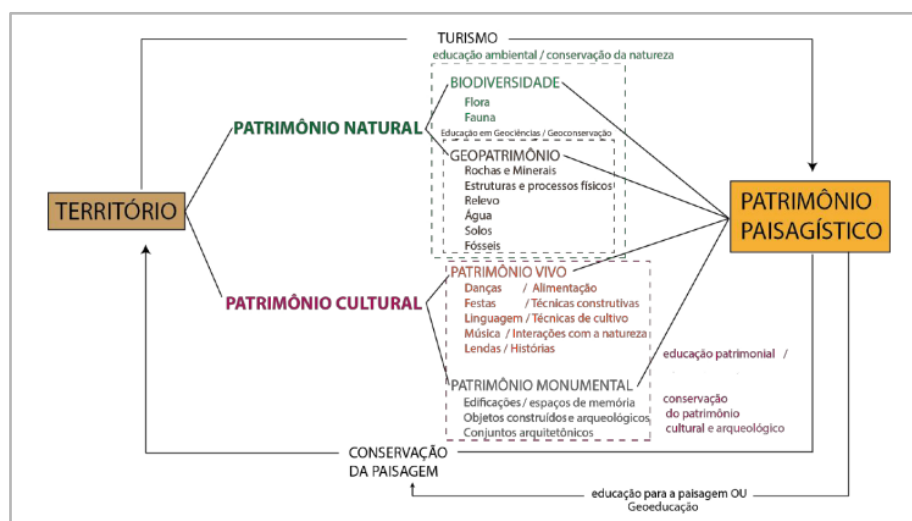 TURISMO
educação ambiental / conservação da natureza
BIODIVERSIDADE
Flora
Fauna
PATRIMÔNIO NATURAL
Educação em Geociências / Geoconservação
GEOPATRIMÔNIO
Rochas e Minerais
Estruturas e processos físicos
Relevo
Água
Solos
Fósseis
TERRITÓRIO
PATRIMÔNIO
PAISAGÍSTICO
PATRIMÔNIO CULTURAL
PATRIMÔNIO VIVO
Danças / Alimentação
Festas / Técnicas construtivas
Linguagem / Técnicas de cultivo
Música / Interações com a natureza
Lendas / Histórias
PATRIMÔNIO MONUMENTAL
Edificações / espaços de memória
Objetos construídos e arqueológicos
Conjuntos arquitetônicos
educação patrimonial /
conservação
do patrimônio
cultural e arqueológico
CONSERVAÇÃO
DA PAISAGEM
educação para a paisagem OU
Geoeducação